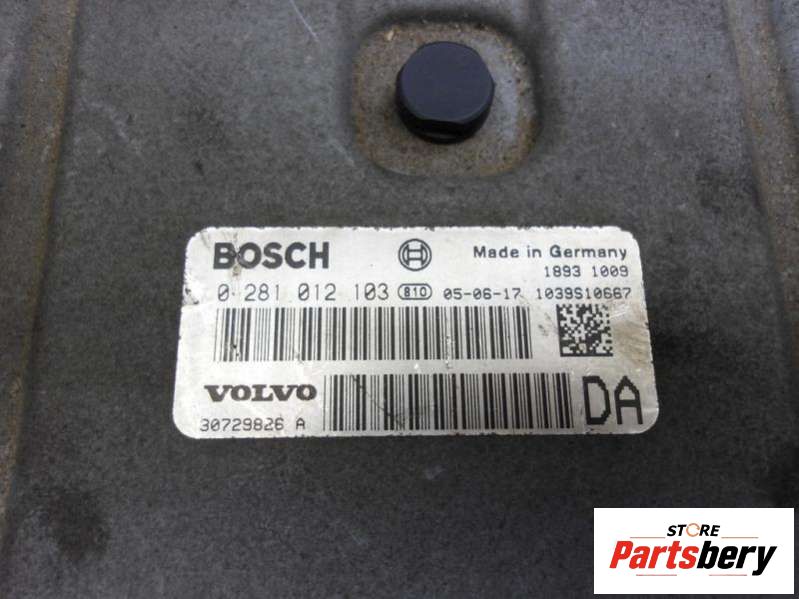 BOSCH Made in Germany
1893 1009
0 281 012 103 810 05-06-17 1039S10667
VOLVO DA
30729826 A
STORE
Partsbery